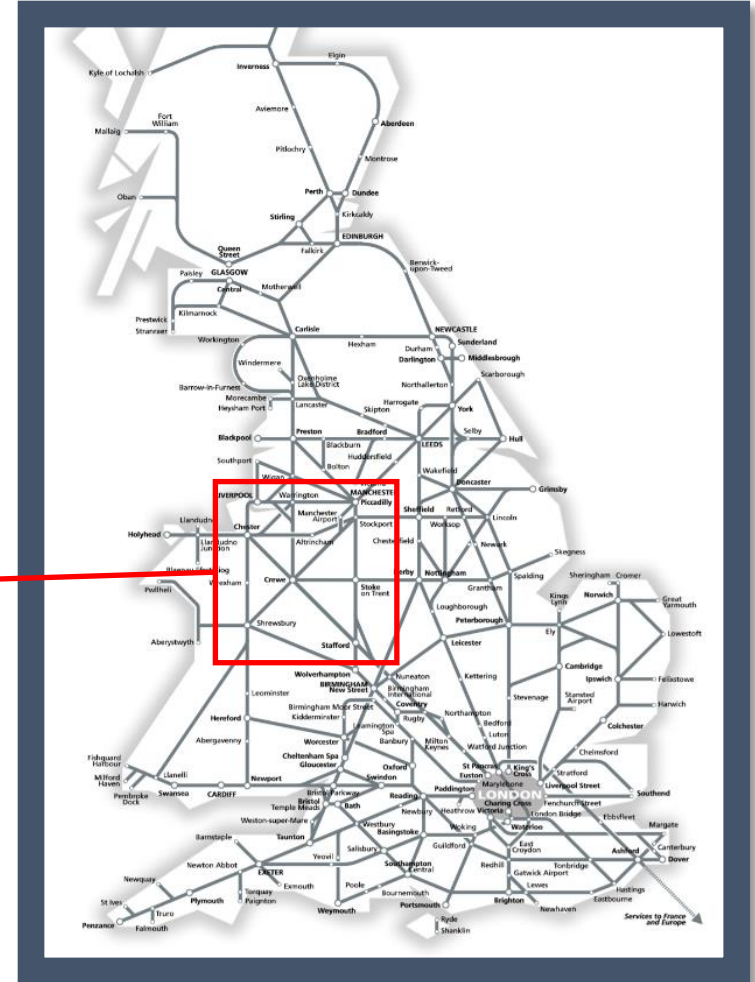 Elgin
Inverness
Kyle of Lochalsh
Aviemore
Fort
William
Aberdeen
Mallaig
Pitlochry
Montrose
Perth
Dundee
Oban
Stirling
Kirkcaldy
EDINBURGH
Queen
Street
Falkirk
Berwick-
upon-Tweed
Paisley
GLASGOW
Central
Motherwell
Prestwick
Kilmarnock
Stranraer
Carlisle
NEWCASTLE
Workington
Hexham
Sunderland
Durham
Darlington
Middlesbrough
Windermere
Scarborough
Oxenholme
Lake District
Barrow-in-Furness
Northallerton
Morecambe
Lancaster
Harrogate
York
Heysham Port
Skipton
Blackpool
Preston
Bradford
Selby
Hull
Blackburn
LEEDS
Huddersfield
Southport
Bolton
Wakefield
Wigan
Doncaster
IVERPOOL
Warrington
MANCHESTE
Piccadilly
Grimsby
Manchester
Airport
Sheffield
Retford
Lincoln
Llandudno
Chester
Stockport
Worksop
Holyhead
Llandudno
Junction
Altrincham
Chesterfield
Newark
Skegness
Wrexham
Crewe
Stoke
on Trent
erby
Nottingham
Spalding
Sheringham
Cromer
Pwllheli
Grantham
Kings
Lynn
Norwich
Great
Yarmouth
Loughborough
Shrewsbury
Peterborough
Aberystwyth
Stafford
Leicester
Ely
Lowestoft
Wolverhampton
Nuneaton
Kettering
Cambridge
BIRMINGHAM
New Street
Birmingham
International
Ipswich
Felixstowe
Leominster
Birmingham Moor Street
Coventry
Stevenage
Stansted
Airport
Harwich
Hereford
Kidderminster
Rugby
Northampton
Leamington
Spa
Bedford
Colchester
Abergavenny
Worcester
Banbury
Milton
Keynes
Luton
Cheltenham Spa
Watford Junction
Chelmsford
Fishguard
Harbour
Gloucester
Oxford
St Pancras
King's
Cross
Milford
Haven
Llanelli
Newport
Swindon
Euston
Stratford
Pembroke
Dock
Swansea
CARDIFF
Bristol Parkway
Reading
Paddington
Marylebone
Liverpool Street
Southend
Bristol
Temple Meads
Bath
LONDON
Fenchurch Street
Newbury
Heathrow
Victoria
Charing Cross
London Bridge
Weston-super-Mare
Westbury
Basingstoke
Woking
Waterloo
Ebbsfleet
Margate
Barnstaple
Taunton
Salisbury
Guildford
East
Croydon
Canterbury
Newton Abbot
Yeovil
Southampton
Central
Redhill
Tonbridge
Ashford
Dover
Newquay
EXETER
Gatwick Airport
Exmouth
Poole
Bournemouth
Lewes
Hastings
St Ives
Torquay
Paignton
Eastbourne
Truro
Plymouth
Weymouth
Portsmouth
Brighton
Newhaven
Penzance
Falmouth
Ryde
Shanklin
Services to France
and Europe